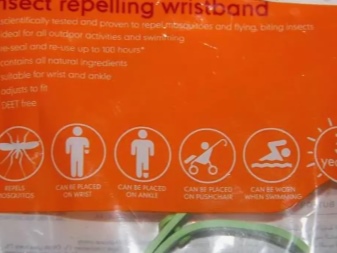 insect repelling wristband
scientifically tested and proven to repel mosquitoes and flying, biting insects
ideal for all outdoor activities and swimming
re-seal and re-use up to 100 hours*
contains all natural ingredients
suitable for wrist and ankle
adjusts to fit
DEET free
REPELS MOSQUITOS
CAN BE PLACED ON WRIST
CAN BE PLACED ON ANKLE
CAN BE PLACED ON PUSHCHAIR
CAN BE WORN WHEN SWIMMING